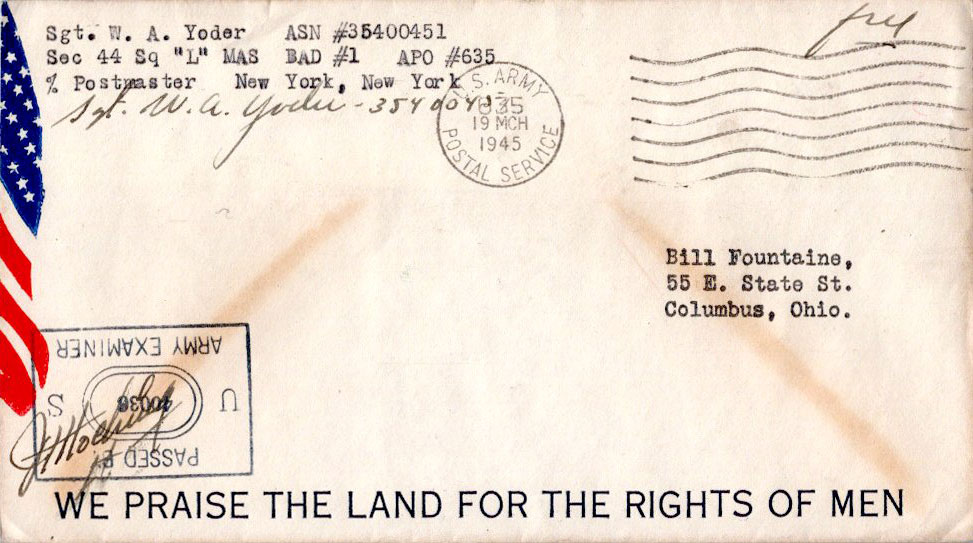 Sgt. W. A. Yoder ASN #35400451
Sec 44 Sq "L" MAS BAD #1 APO #635
% Postmaster New York, New York
Sgt. W. A. Yoder - 35400451
free
U.S. ARMY
635
19 MCH
1945
POSTAL SERVICE
Bill Fountaine,
55 E. State St.
Columbus, Ohio.
PASSED BY
U S
ARMY EXAMINER
WE PRAISE THE LAND FOR THE RIGHTS OF MEN